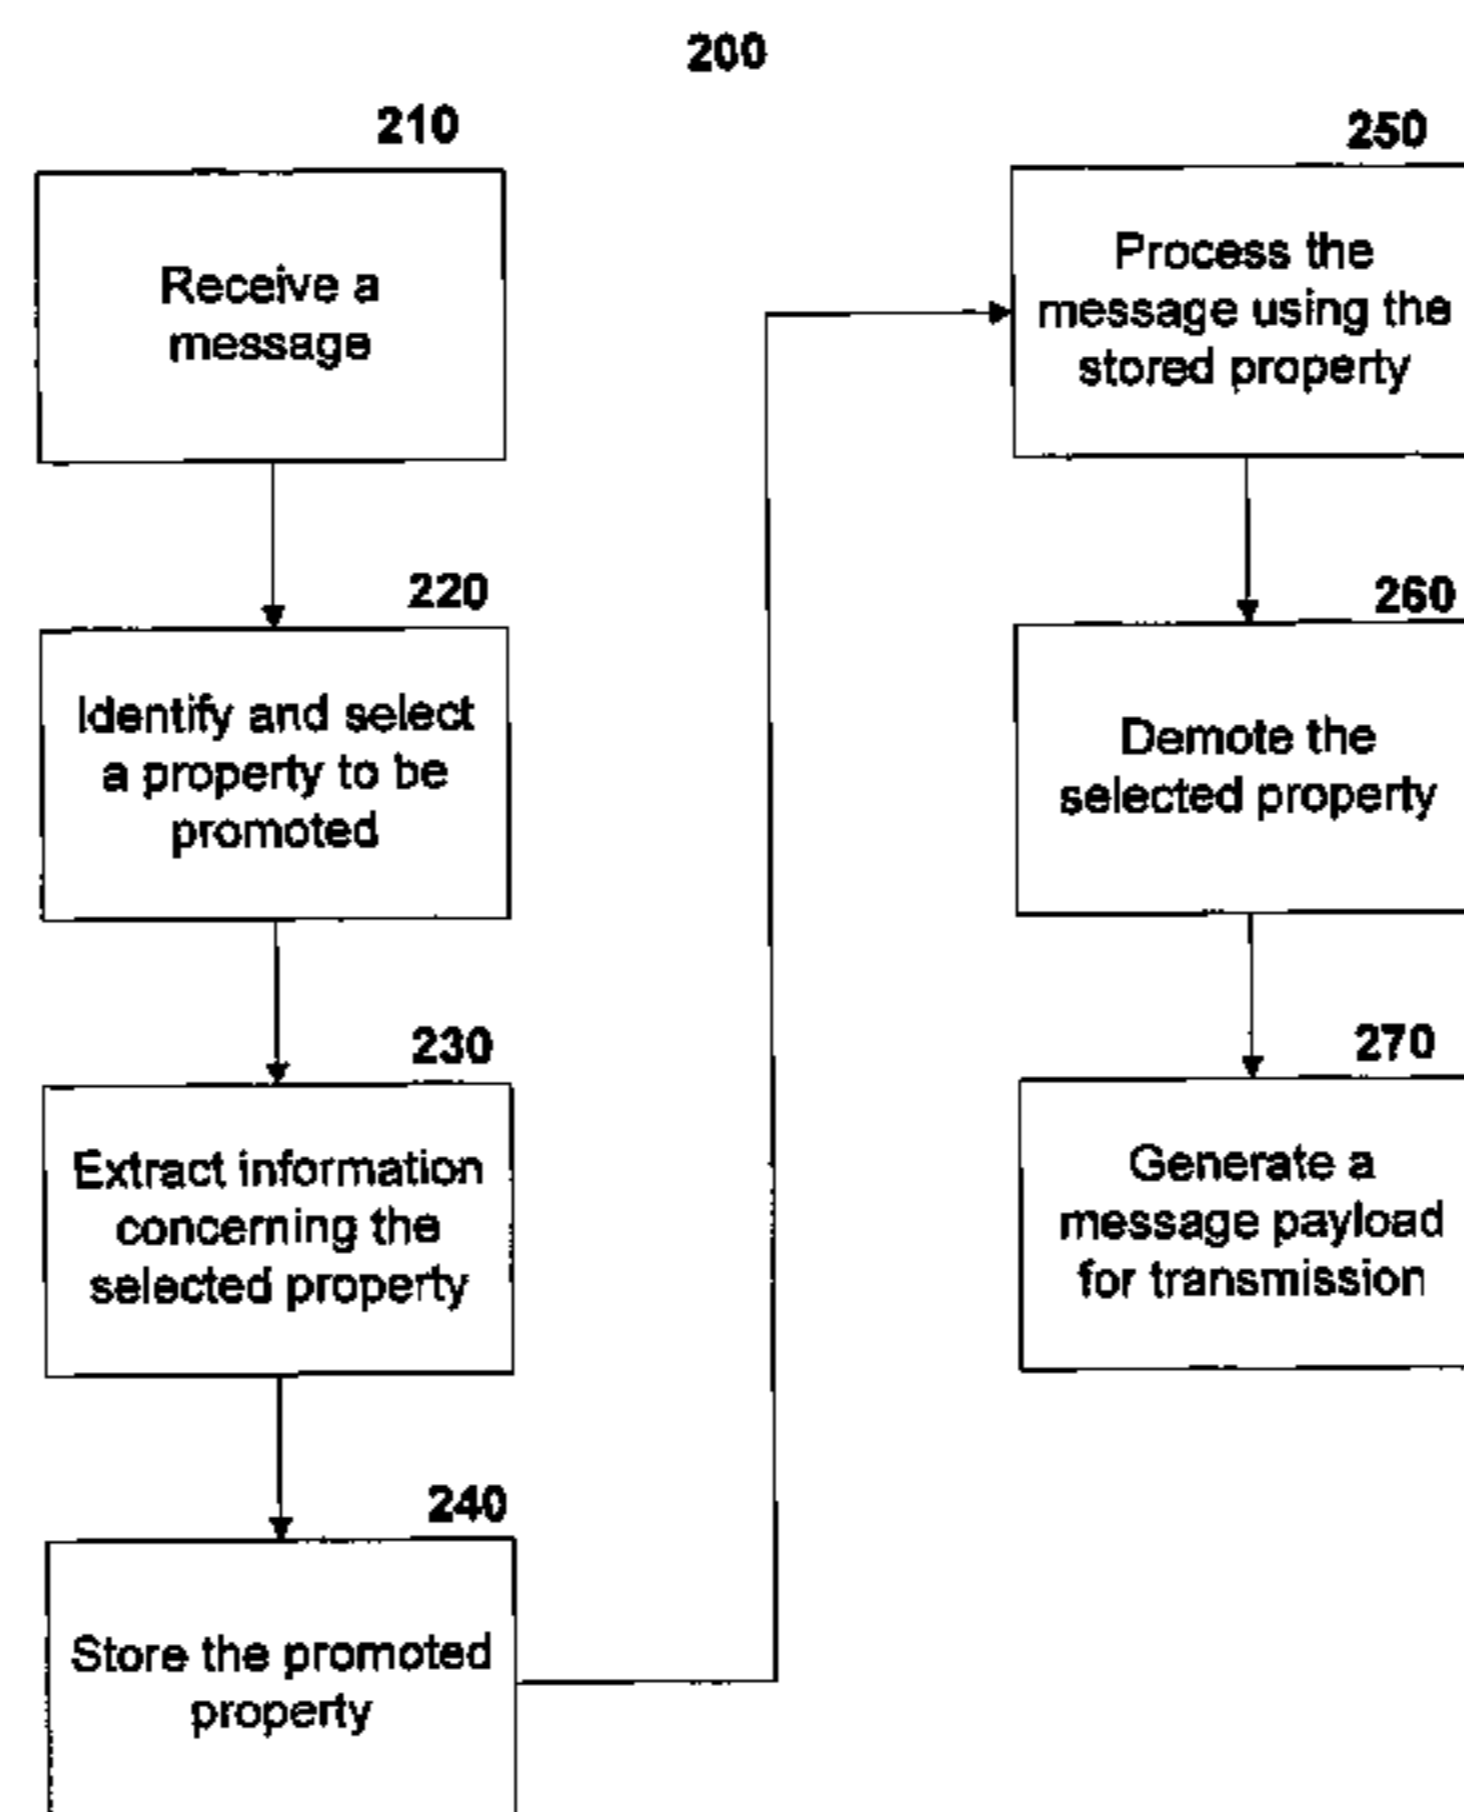 200
210
Receive a
message
220
Identify and select
a property to be
promoted
230
Extract information
concerning the
selected property
240
Store the promoted
property
250
Process the
message using the
stored property
260
Demote the
selected property
270
Generate a
message payload
for transmission